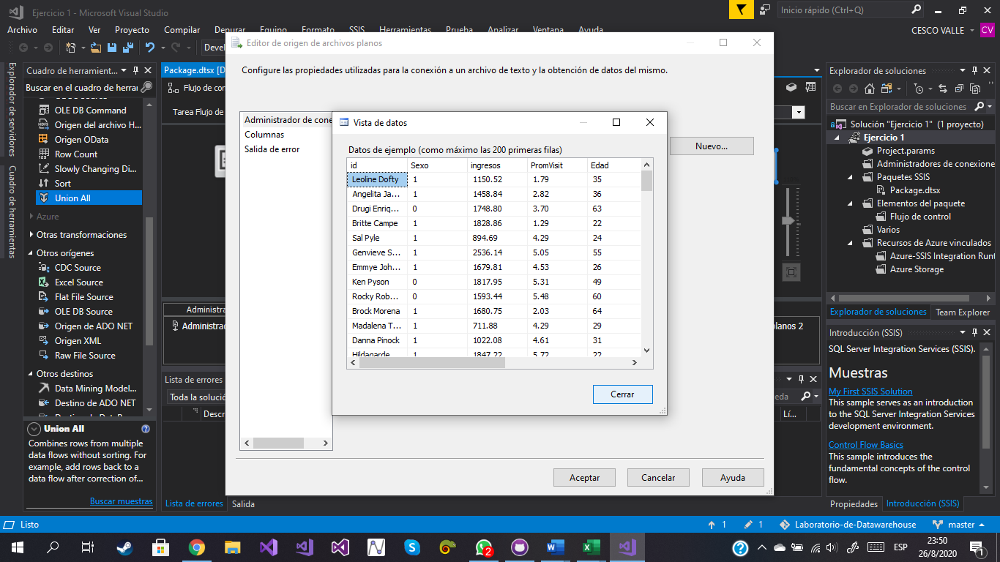 Ejercicio 1 - Microsoft Visual Studio
Inicio rápido (Ctrl+Q)
Archivo Editar Ver Proyecto Compilar Depurar Equipo Formato SSIS Herramientas Prueba Analizar Ventana Ayuda
CESCO VALLE
CV
Explorador de servidores
Cuadro de herramientas
Cuadro de herramient...
Buscar en el cuadro de herrai
OLE DB Command
Origen del archivo H...
Origen OData
Row Count
Slowly Changing Di...
Sort
Union All
Azure
Otras transformaciones
Otros orígenes
CDC Source
Excel Source
Flat File Source
OLE DB Source
Origen de ADO NET
Origen XML
Raw File Source
Otros destinos
Data Mining Model...
Destino de ADO NET
Union All
Combines rows from multiple
data flows without sorting. For
example, add rows back to a
data flow after correction of...
Buscar muestras
Package.dtsx [D
Flujo de cor
Tarea Flujo de
Administra
Administrado
planos 2
Lista de errores
Toda la solució
eda
Descr
Lí...
Lista de errores
Salida
Editor de origen de archivos planos
Configure las propiedades utilizadas para la conexión a un archivo de texto y la obtención de datos del mismo.
Administrador de cone
Columnas
Salida de error
Nuevo...
Vista de datos
Datos de ejemplo (como máximo las 200 primeras filas)
id Sexo ingresos PromVisit Edad
Leoline Dofty 1 1150.52 1.79 35
Angelita Ja... 1 1458.84 2.82 36
Drugi Enriq... 0 1748.80 3.70 63
Britte Campe 1 1828.86 1.29 22
Sal Pyle 1 894.69 4.29 24
Genvieve S... 1 2536.14 5.05 55
Emmye Joh... 1 1679.81 4.53 26
Ken Pyson 0 1817.95 5.31 49
Rocky Rob... 0 1593.44 5.48 60
Brock Morena 1 1680.75 2.03 64
Madalena T... 1 711.88 4.29 29
Danna Pinock 1 1022.08 4.61 31
Hildagarde 1 1847.22 5.72 22
Cerrar
Aceptar
Cancelar
Ayuda
Explorador de soluciones
Buscar en Explorador de soluciones
Solución "Ejercicio 1" (1 proyecto)
Ejercicio 1
Project.params
Administradores de conexione
Paquetes SSIS
Package.dtsx
Elementos del paquete
Flujo de control
Varios
Recursos de Azure vinculados
Azure-SSIS Integration Runt
Azure Storage
Explorador de soluciones
Team Explorer
Introducción (SSIS)
SQL Server Integration Services (SSIS).
Muestras
My First SSIS Solution
This sample serves as an introduction
to the SQL Server Integration Services
development environment.
Control Flow Basics
This sample introduces the
fundamental concepts of the control
flow.
Propiedades
Introducción (SSIS)
Listo
1
1
Laboratorio-de-Datawarehouse
master
2
ESP
23:50
26/8/2020
1